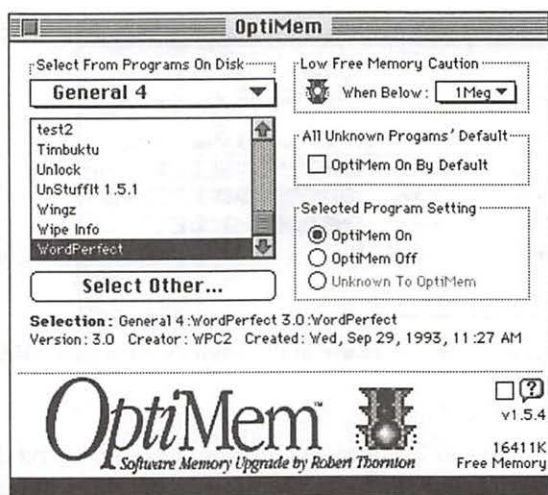 OptiMem
Select From Programs On Disk
General 4
test2
Timbuktu
Unlock
UnStuffIt 1.5.1
Wingz
Wipe Info
WordPerfect
Select Other...
Low Free Memory Caution
When Below: 1Meg
All Unknown Progams' Default
OptiMem On By Default
Selected Program Setting
OptiMem On
OptiMem Off
Unknown To OptiMem
Selection: General 4:WordPerfect 3.0:WordPerfect
Version: 3.0 Creator: WPC2 Created: Wed, Sep 29, 1993, 11:27 AM
OptiMem™
Software Memory Upgrade by Robert Thornton
?
v1.5.4
16411K
Free Memory